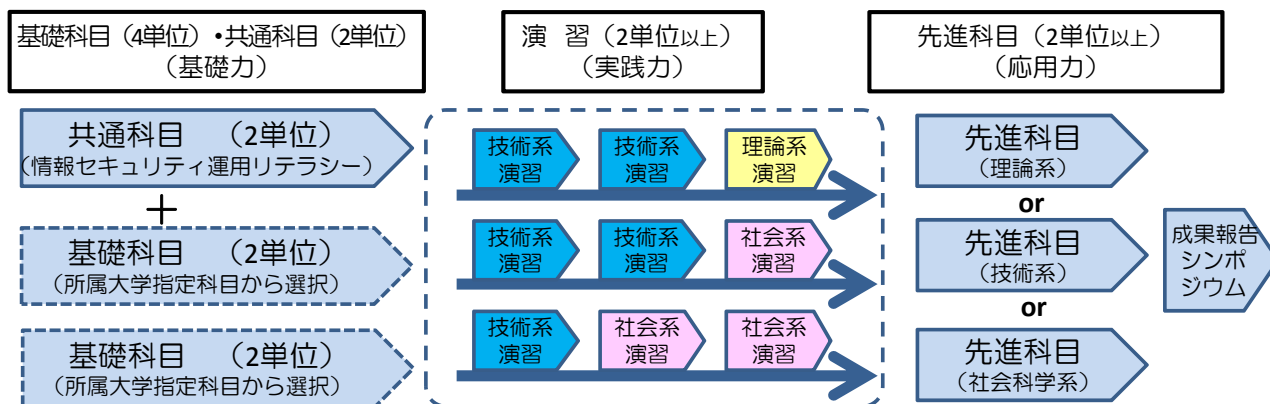 基礎科目（4単位）・共通科目（2単位）
（基礎力）
演　習（2単位以上）
（実践力）
先進科目（2単位以上）
（応用力）
共通科目　（2単位）
（情報セキュリティ運用リテラシー）
＋
基礎科目　（2単位）
（所属大学指定科目から選択）
基礎科目　（2単位）
（所属大学指定科目から選択）
技術系
演習
技術系
演習
理論系
演習
技術系
演習
技術系
演習
社会系
演習
技術系
演習
社会系
演習
社会系
演習
先進科目
（理論系）
or
先進科目
（技術系）
or
先進科目
（社会科学系）
成果報告
シンポ
ジウム